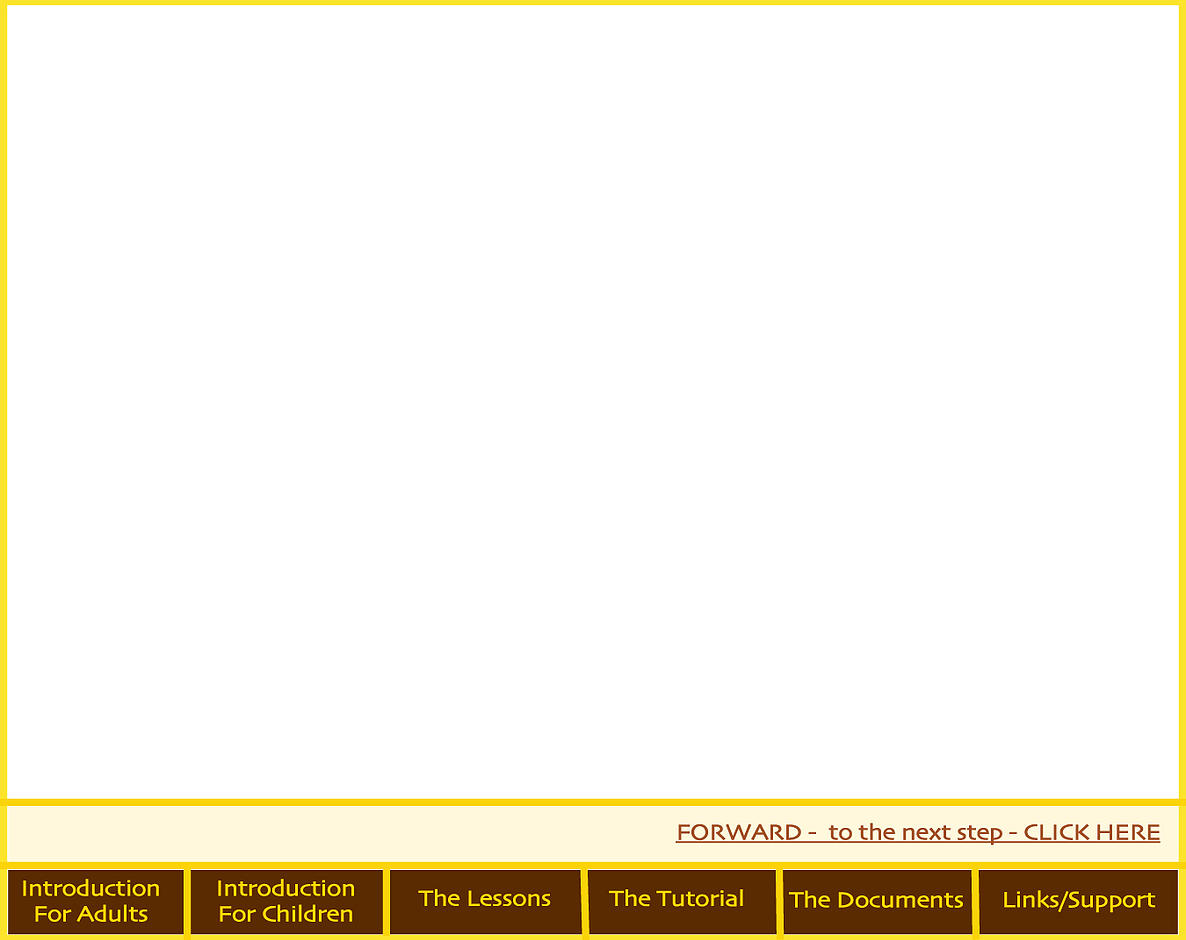 FORWARD -  to the next step - CLICK HERE
Introduction
For Adults
Introduction
For Children
The Lessons
The Tutorial
The Documents
Links/Support